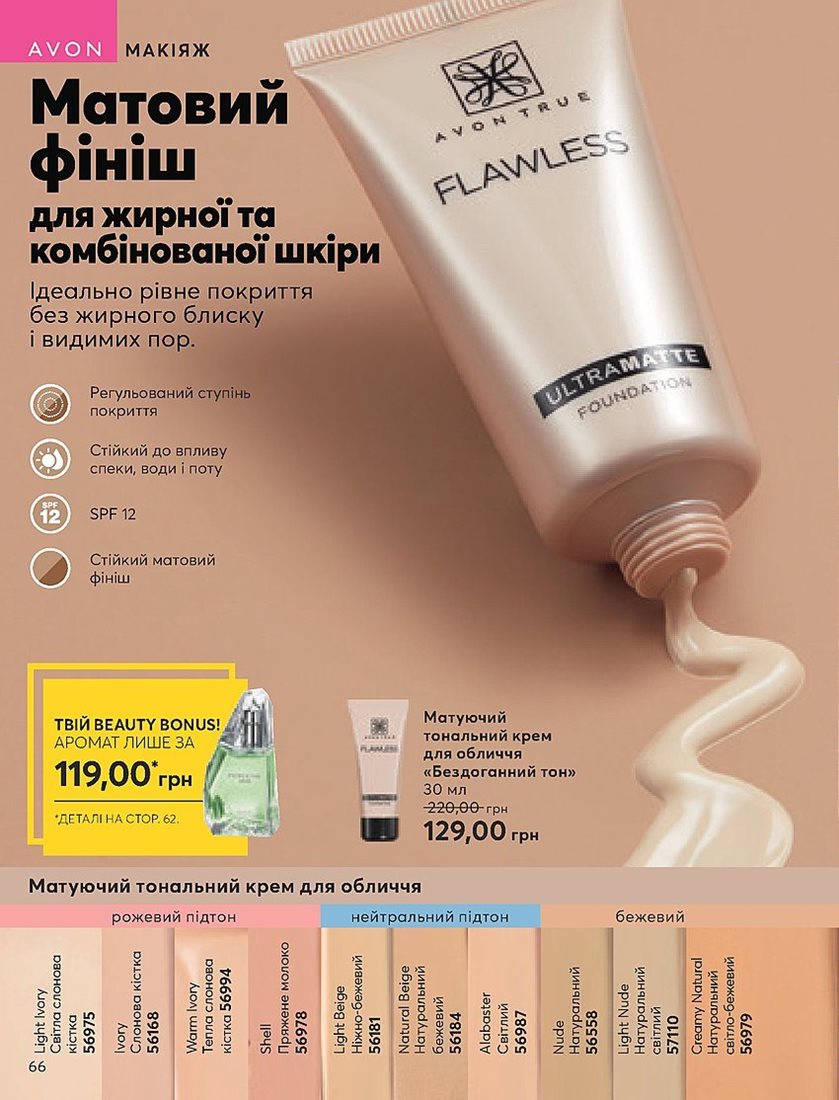 AVON МАКІЯЖ
Матовий
фініш
для жирної та
комбінованої шкіри
Ідеально рівне покриття
без жирного блиску
і видимих пор.
Регульований ступінь
покриття
Стійкий до впливу
спеки, води і поту
SPF
12
SPF 12
Стійкий матовий
фініш
AVON TRUE
FLAWLESS
ULTRAMATTE
FOUNDATION
ТВІЙ BEAUTY BONUS!
АРОМАТ ЛИШЕ ЗА
119,00* грн
*ДЕТАЛІ НА СТОР. 62.
AVON TRUE
FLAWLESS
Матуючий
тональний крем
для обличчя
«Бездоганний тон»
30 мл
220,00 грн
129,00 грн
Матуючий тональний крем для обличчя
рожевий підтон
нейтральний підтон
бежевий
Light Ivory
Світла слонова
кістка
56975
Ivory
Слонова кістка
56168
Warm Ivory
Тепла слонова
кістка 56994
Shell
Пряжене молоко
56978
Light Beige
Ніжно-бежевий
56181
Natural Beige
Натуральний
бежевий
56184
Alabaster
Світлий
56987
Nude
Натуральний
56558
Light Nude
Натуральний
світлий
57110
Creamy Natural
Натуральний
світло-бежевий
56979
66